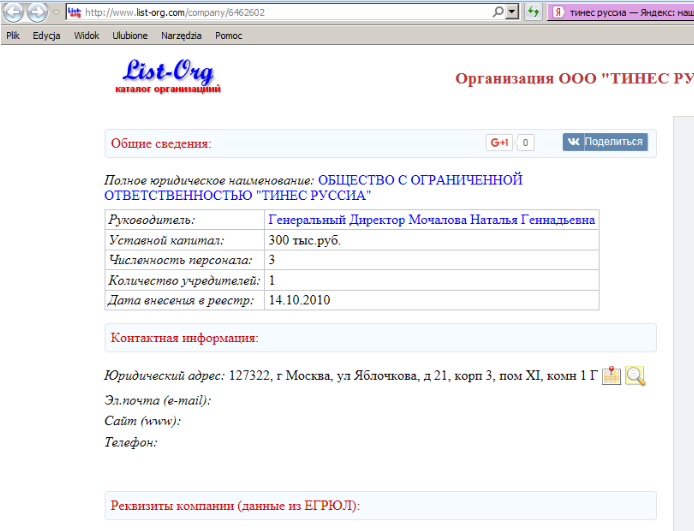 http://www.list-org.com/company/6462602
тинес руссиа — Яндекс: наш
Plik Edycja Widok Ulubione Narzędzia Pomoc
List-Org
каталог организаций
Организация ООО "ТИНЕС РУ
Общие сведения:
G+1 0
Поделиться
Полное юридическое наименование: ОБЩЕСТВО С ОГРАНИЧЕННОЙ
ОТВЕТСТВЕННОСТЬЮ "ТИНЕС РУССИА"
Руководитель: Генеральный Директор Мочалова Наталья Геннадьевна
Уставной капитал: 300 тыс.руб.
Численность персонала: 3
Количество учредителей: 1
Дата внесения в реестр: 14.10.2010
Контактная информация:
Юридический адрес: 127322, г Москва, ул Яблочкова, д 21, корп 3, пом XI, комн 1 Г
Эл.почта (e-mail):
Сайт (www):
Телефон:
Реквизиты компании (данные из ЕГРЮЛ):